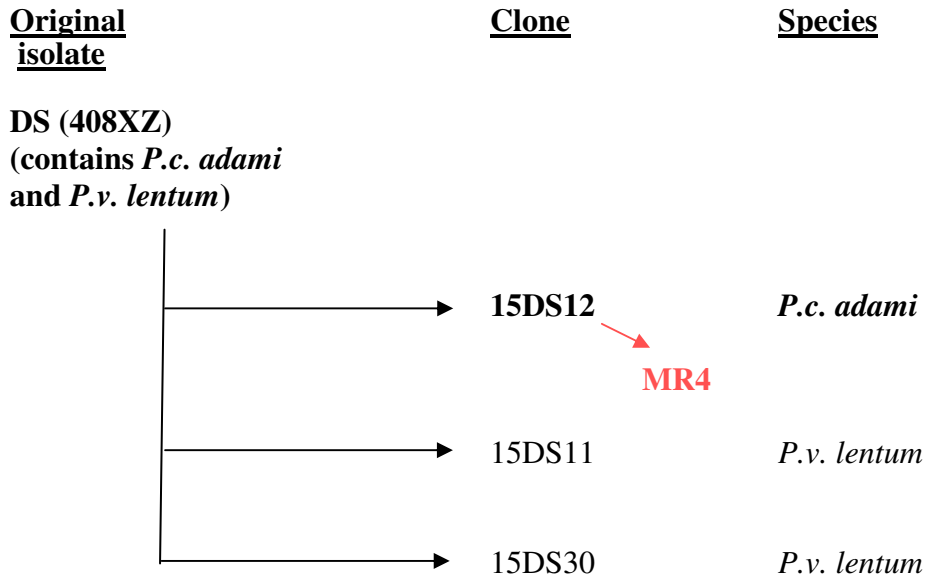 Original Clone Species
isolate
DS (408XZ)
(contains P.c. adami
and P.v. lentum)
15DS12 P.c. adami
MR4
15DS11 P.v. lentum
15DS30 P.v. lentum